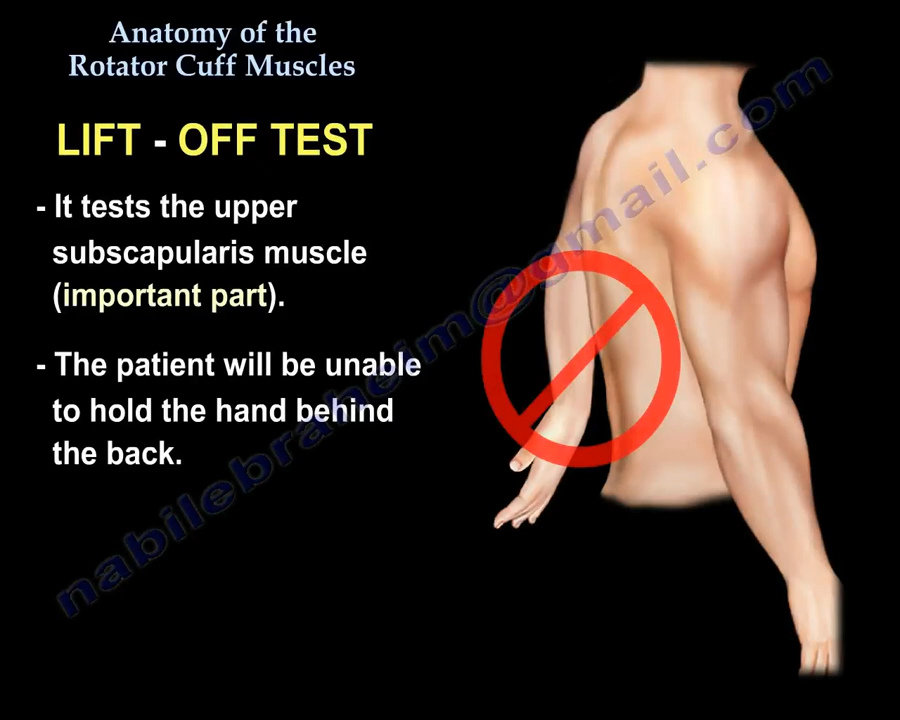 Anatomy of the
Rotator Cuff Muscles
LIFT - OFF TEST
- It tests the upper
subscapularis muscle
(important part).
- The patient will be unable
to hold the hand behind
the back.
nabilebraheim@gmail.com